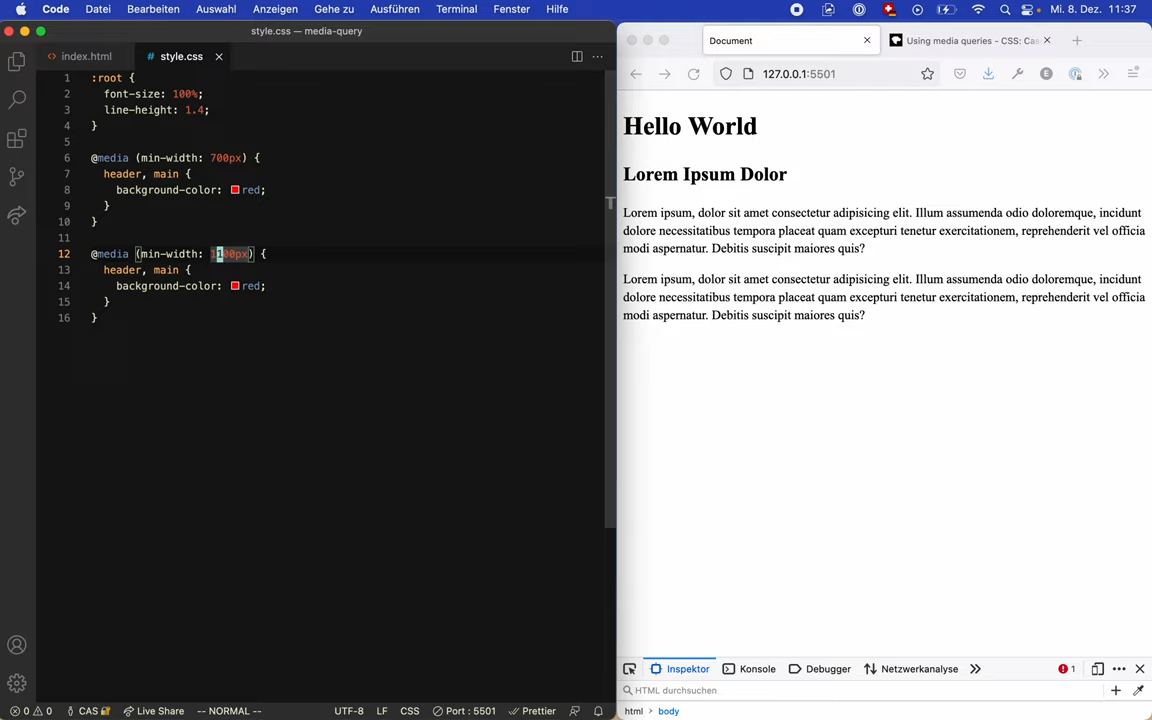 Code Datei Bearbeiten Auswahl Anzeigen Gehe zu Ausführen Terminal Fenster Hilfe Mi. 8. Dez. 11:37
style.css — media-query
index.html
# style.css
1 :root {
2 font-size: 100%;
3 line-height: 1.4;
4 }
5
6 @media (min-width: 700px) {
7 header, main {
8 background-color: red;
9 }
10 }
11
12 @media (min-width: 1100px) {
13 header, main {
14 background-color: red;
15 }
16 }
0 0 CAS Live Share -- NORMAL -- UTF-8 LF CSS Port : 5501 Prettier
Document
Using media queries - CSS: Cas
127.0.0.1:5501
Hello World
Lorem Ipsum Dolor
Lorem ipsum, dolor sit amet consectetur adipisicing elit. Illum assumenda odio doloremque, incidunt
dolore necessitatibus tempora placeat quam excepturi tenetur exercitationem, reprehenderit vel officia
modi aspernatur. Debitis suscipit maiores quis?
Lorem ipsum, dolor sit amet consectetur adipisicing elit. Illum assumenda odio doloremque, incidunt
dolore necessitatibus tempora placeat quam excepturi tenetur exercitationem, reprehenderit vel officia
modi aspernatur. Debitis suscipit maiores quis?
Inspektor Konsole Debugger Netzwerkanalyse 1
HTML durchsuchen
html > body